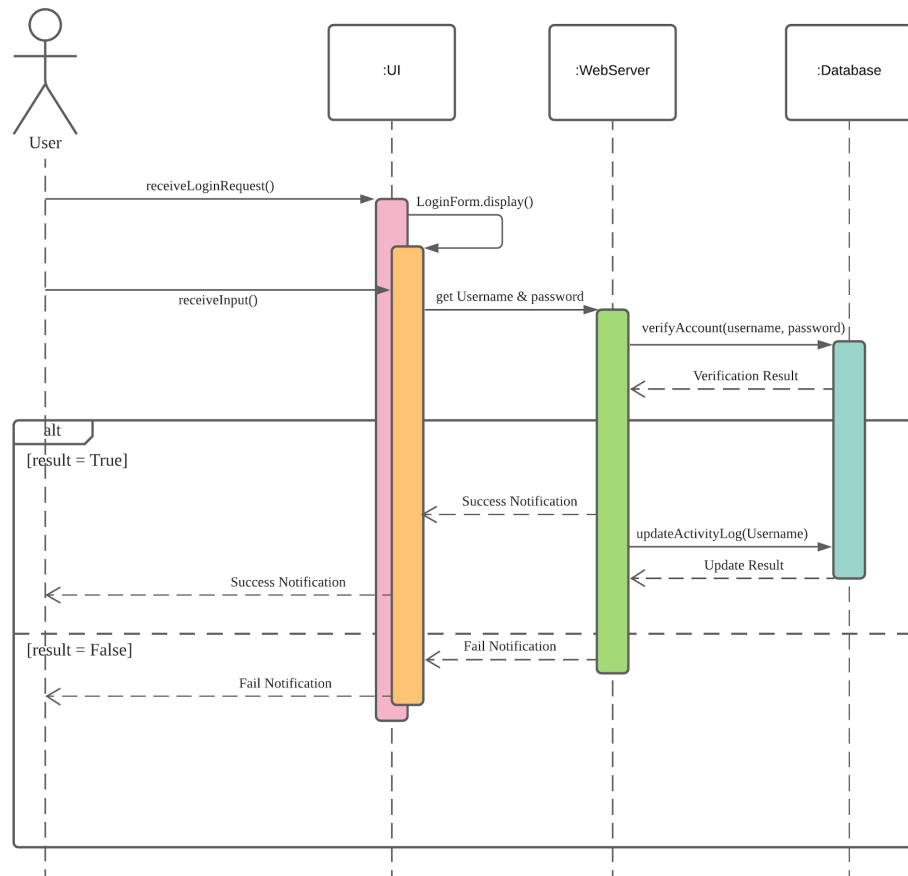 :UI
:WebServer
:Database
User
receiveLoginRequest()
LoginForm.display()
receiveInput()
get Username & password
verifyAccount(username, password)
Verification Result
alt
[result = True]
Success Notification
updateActivityLog(Username)
Update Result
Success Notification
[result = False]
Fail Notification
Fail Notification